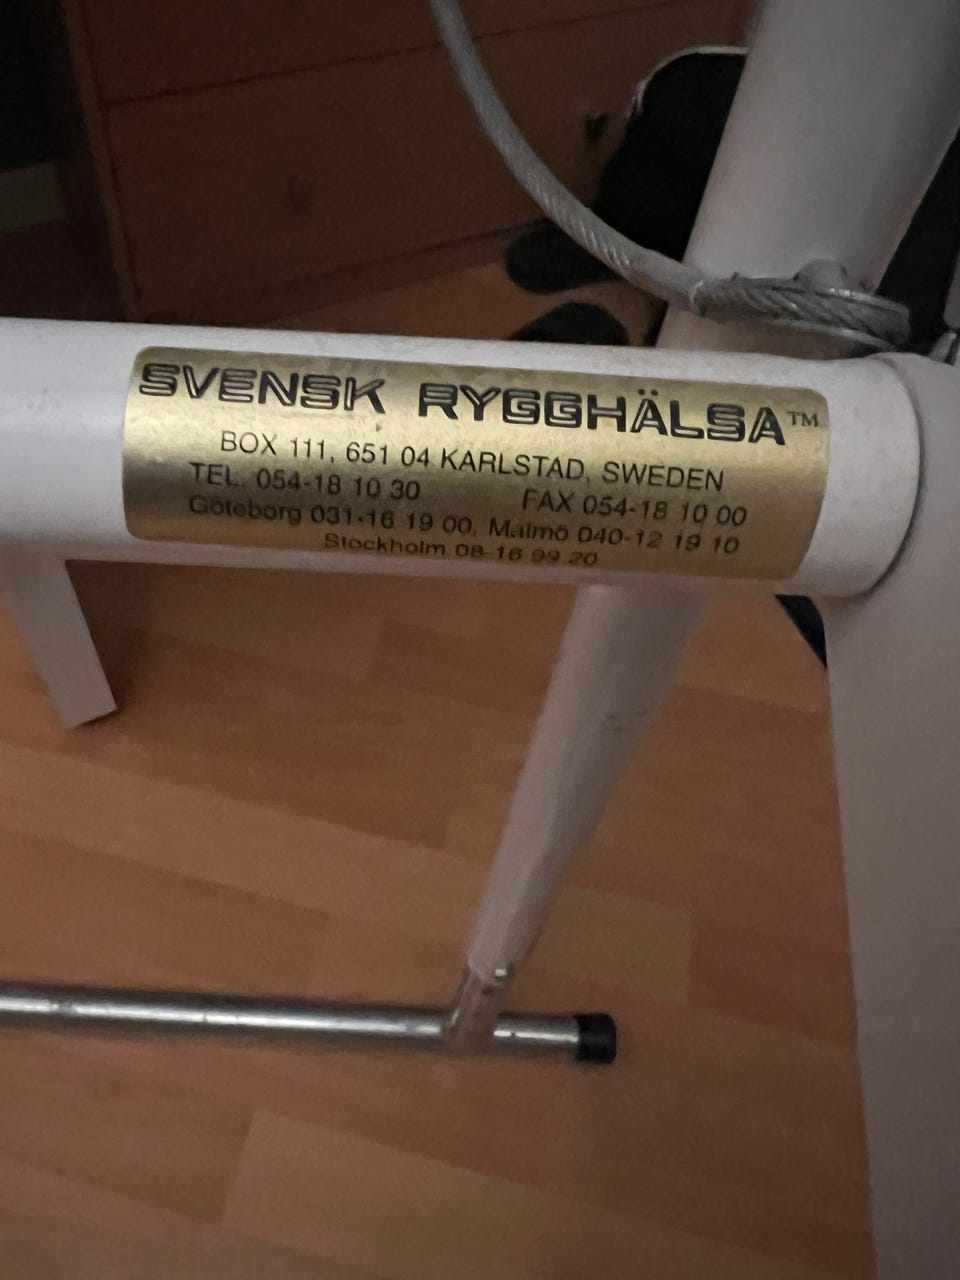 SVENSK RYGGHÄLSA™
BOX 111, 651 04 KARLSTAD, SWEDEN
TEL. 054-18 10 30 FAX 054-18 10 00
Göteborg 031-16 19 00, Malmö 040-12 19 10
Stockholm 08-16 99 20